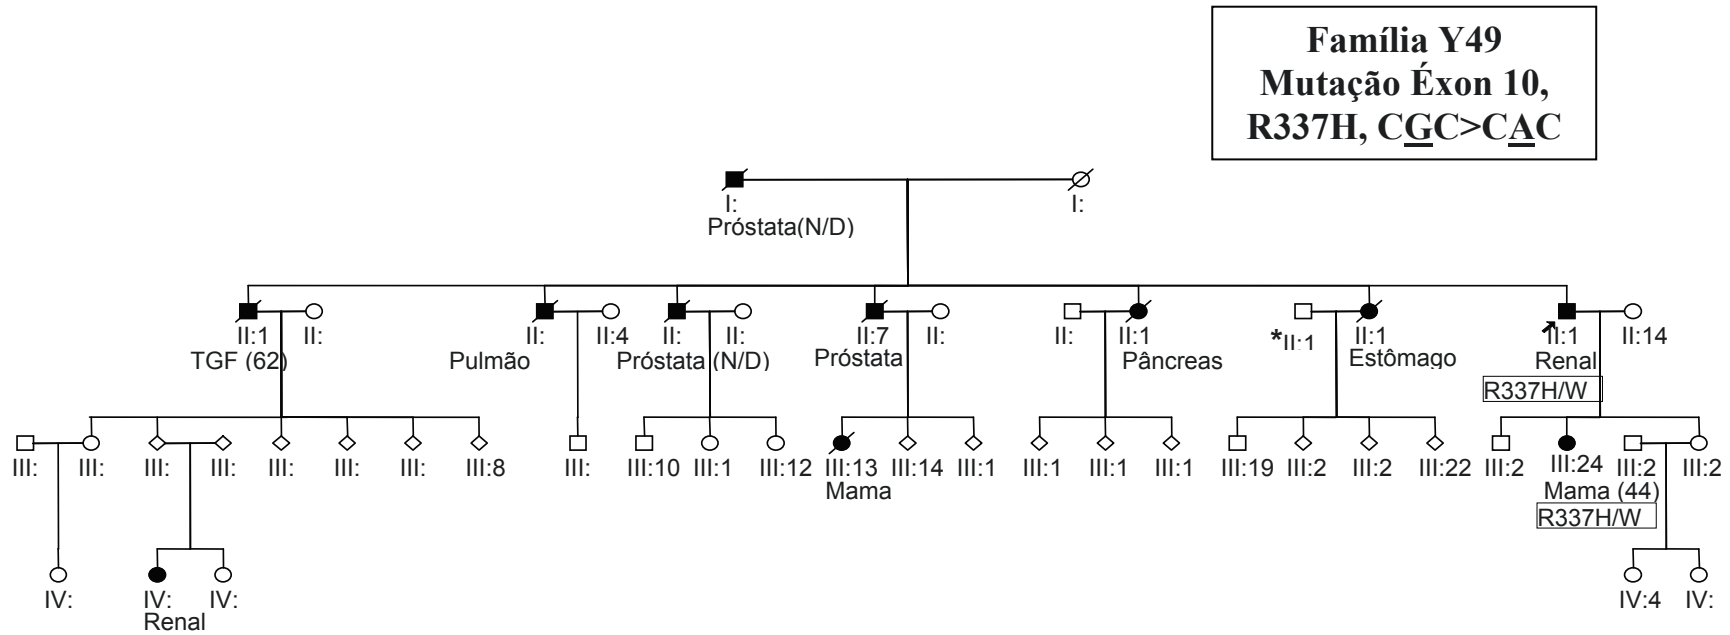 Família Y49
Mutação Éxon 10,
R337H, CGC>CAC
I: I:
Próstata(N/D)
II:1 II: II: II:4 II: II: II:7 II: II: II:1 *II:1 II:1 II:1 II:14
TGF (62) Pulmão Próstata (N/D) Próstata Pâncreas Estômago Renal
R337H/W
III: III: III: III: III: III: III: III:8 III: III:10 III:1 III:12 III:13 III:14 III:1 III:1 III:1 III:1 III:19 III:2 III:2 III:22 III:2 III:24 III:2 III:2
Mama Mama (44)
R337H/W
IV: IV: IV: IV:4 IV:
Renal